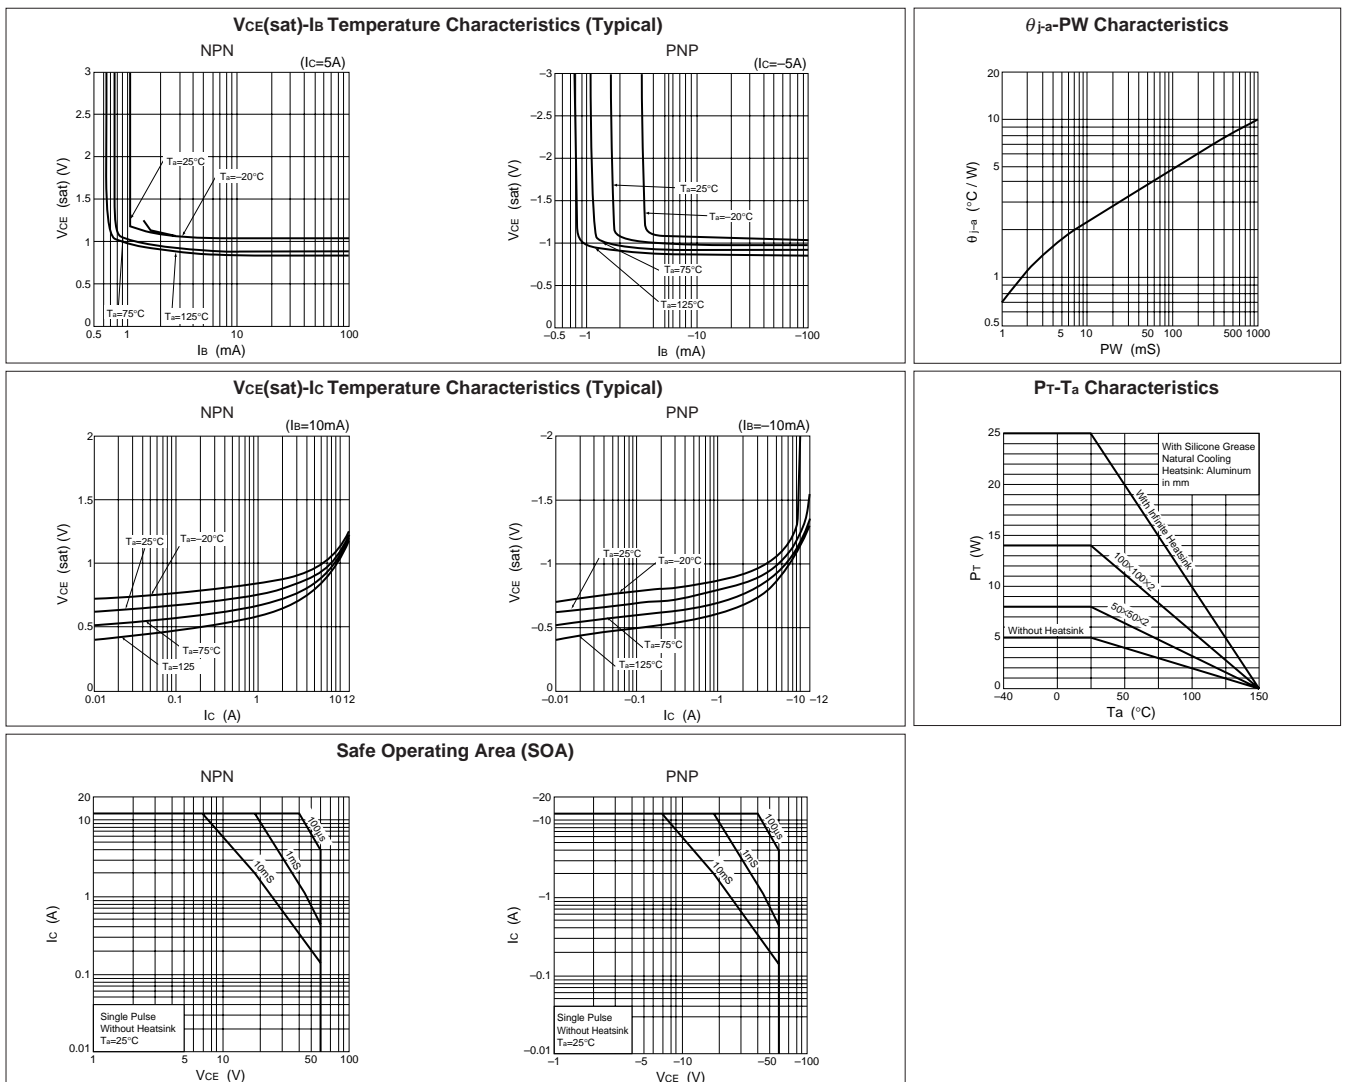 VCE(sat)-IB Temperature Characteristics (Typical)
NPN
(IC=5A)
3
2.5
2
1.5
1
0.5
0
VCE (sat) (V)
Ta=25°C
Ta=–20°C
Ta=75°C
Ta=125°C
0.5
1
10
100
IB (mA)
PNP
(IC=–5A)
–3
–2.5
–2
–1.5
–1
–0.5
0
VCE (sat) (V)
Ta=25°C
Ta=–20°C
Ta=75°C
Ta=125°C
–0.5
–1
–10
–100
IB (mA)
θj-a-PW Characteristics
20
10
5
1
0.5
θj–a (°C / W)
1
5
10
50
100
500
1000
PW (mS)
VCE(sat)-IC Temperature Characteristics (Typical)
NPN
(IB=10mA)
2
1.5
1
0.5
0
VCE (sat) (V)
Ta=25°C
Ta=–20°C
Ta=75°C
Ta=125
0.01
0.1
1
10
12
IC (A)
PNP
(IB=–10mA)
–2
–1.5
–1
–0.5
0
VCE (sat) (V)
Ta=25°C
Ta=–20°C
Ta=75°C
Ta=125°C
–0.01
–0.1
–1
–10
–12
IC (A)
PT-Ta Characteristics
25
20
15
10
5
0
PT (W)
With Silicone Grease
Natural Cooling
Heatsink: Aluminum
in mm
With Infinite Heatsink
100×100×2
50×50×2
Without Heatsink
–40
0
50
100
150
Ta (°C)
Safe Operating Area (SOA)
NPN
20
10
1
0.1
0.01
IC (A)
100μs
1mS
10mS
Single Pulse
Without Heatsink
Ta=25°C
1
5
10
50
100
VCE (V)
PNP
–20
–10
–1
–0.1
–0.01
IC (A)
100μs
1mS
10mS
Single Pulse
Without Heatsink
Ta=25°C
–1
–5
–10
–50
–100
VCE (V)